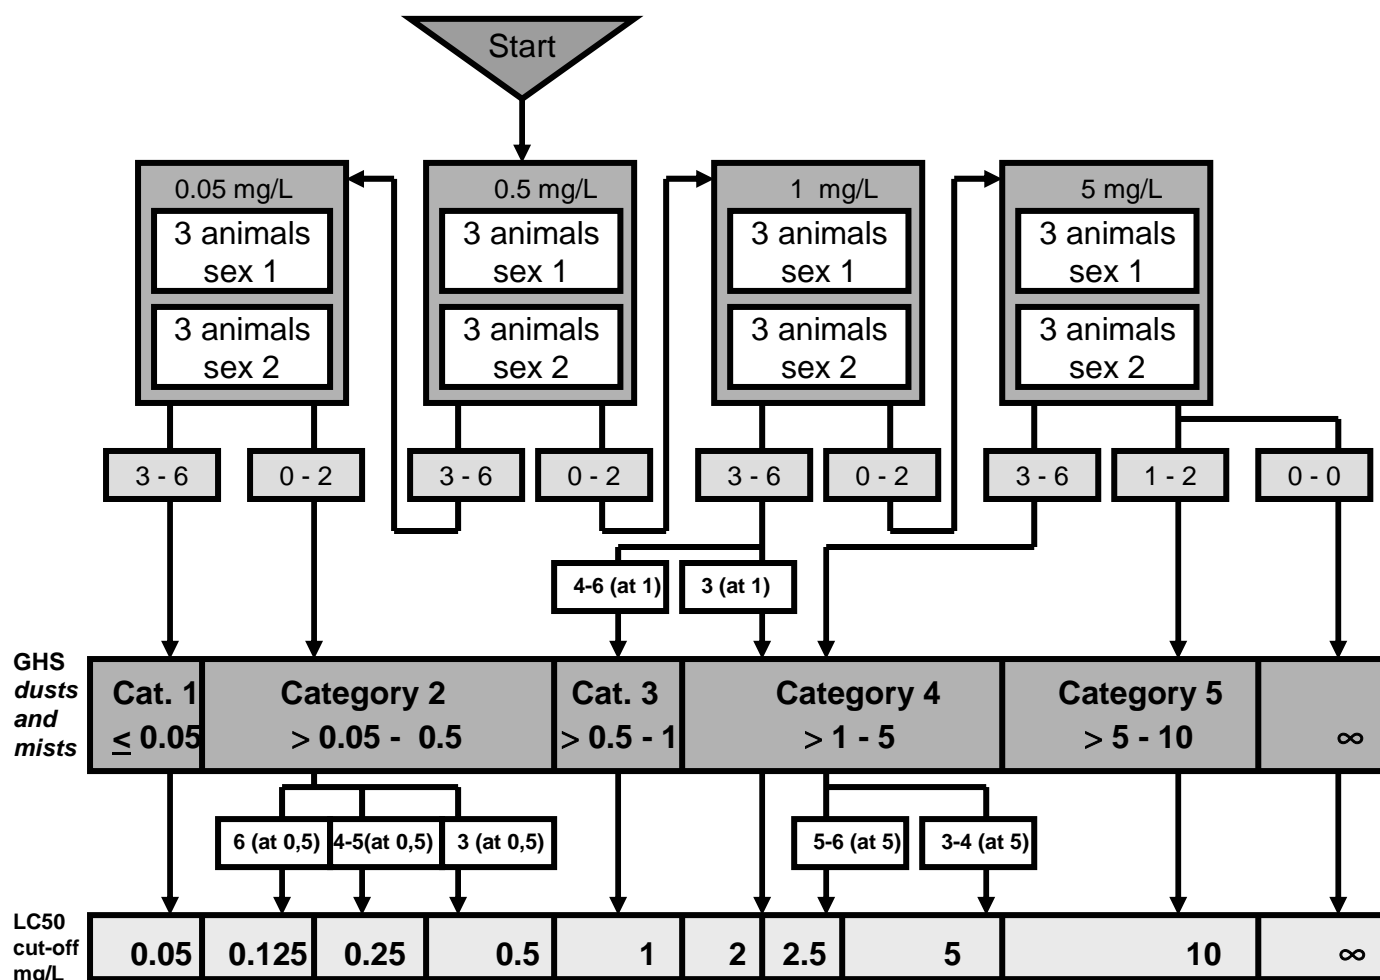 Start
0.05 mg/L
0.5 mg/L
1 mg/L
5 mg/L
3 animals
sex 1
3 animals
sex 1
3 animals
sex 1
3 animals
sex 1
3 animals
sex 2
3 animals
sex 2
3 animals
sex 2
3 animals
sex 2
3 - 6
0 - 2
3 - 6
0 - 2
3 - 6
0 - 2
3 - 6
1 - 2
0 - 0
4-6 (at 1)
3 (at 1)
GHS
dusts
and
mists
Cat. 1
≤ 0.05
Category 2
> 0.05 - 0.5
Cat. 3
> 0.5 - 1
Category 4
> 1 - 5
Category 5
> 5 - 10
∞
6 (at 0,5)
4-5(at 0,5)
3 (at 0,5)
5-6 (at 5)
3-4 (at 5)
LC50
cut-off
mg/L
0.05
0.125
0.25
0.5
1
2
2.5
5
10
∞